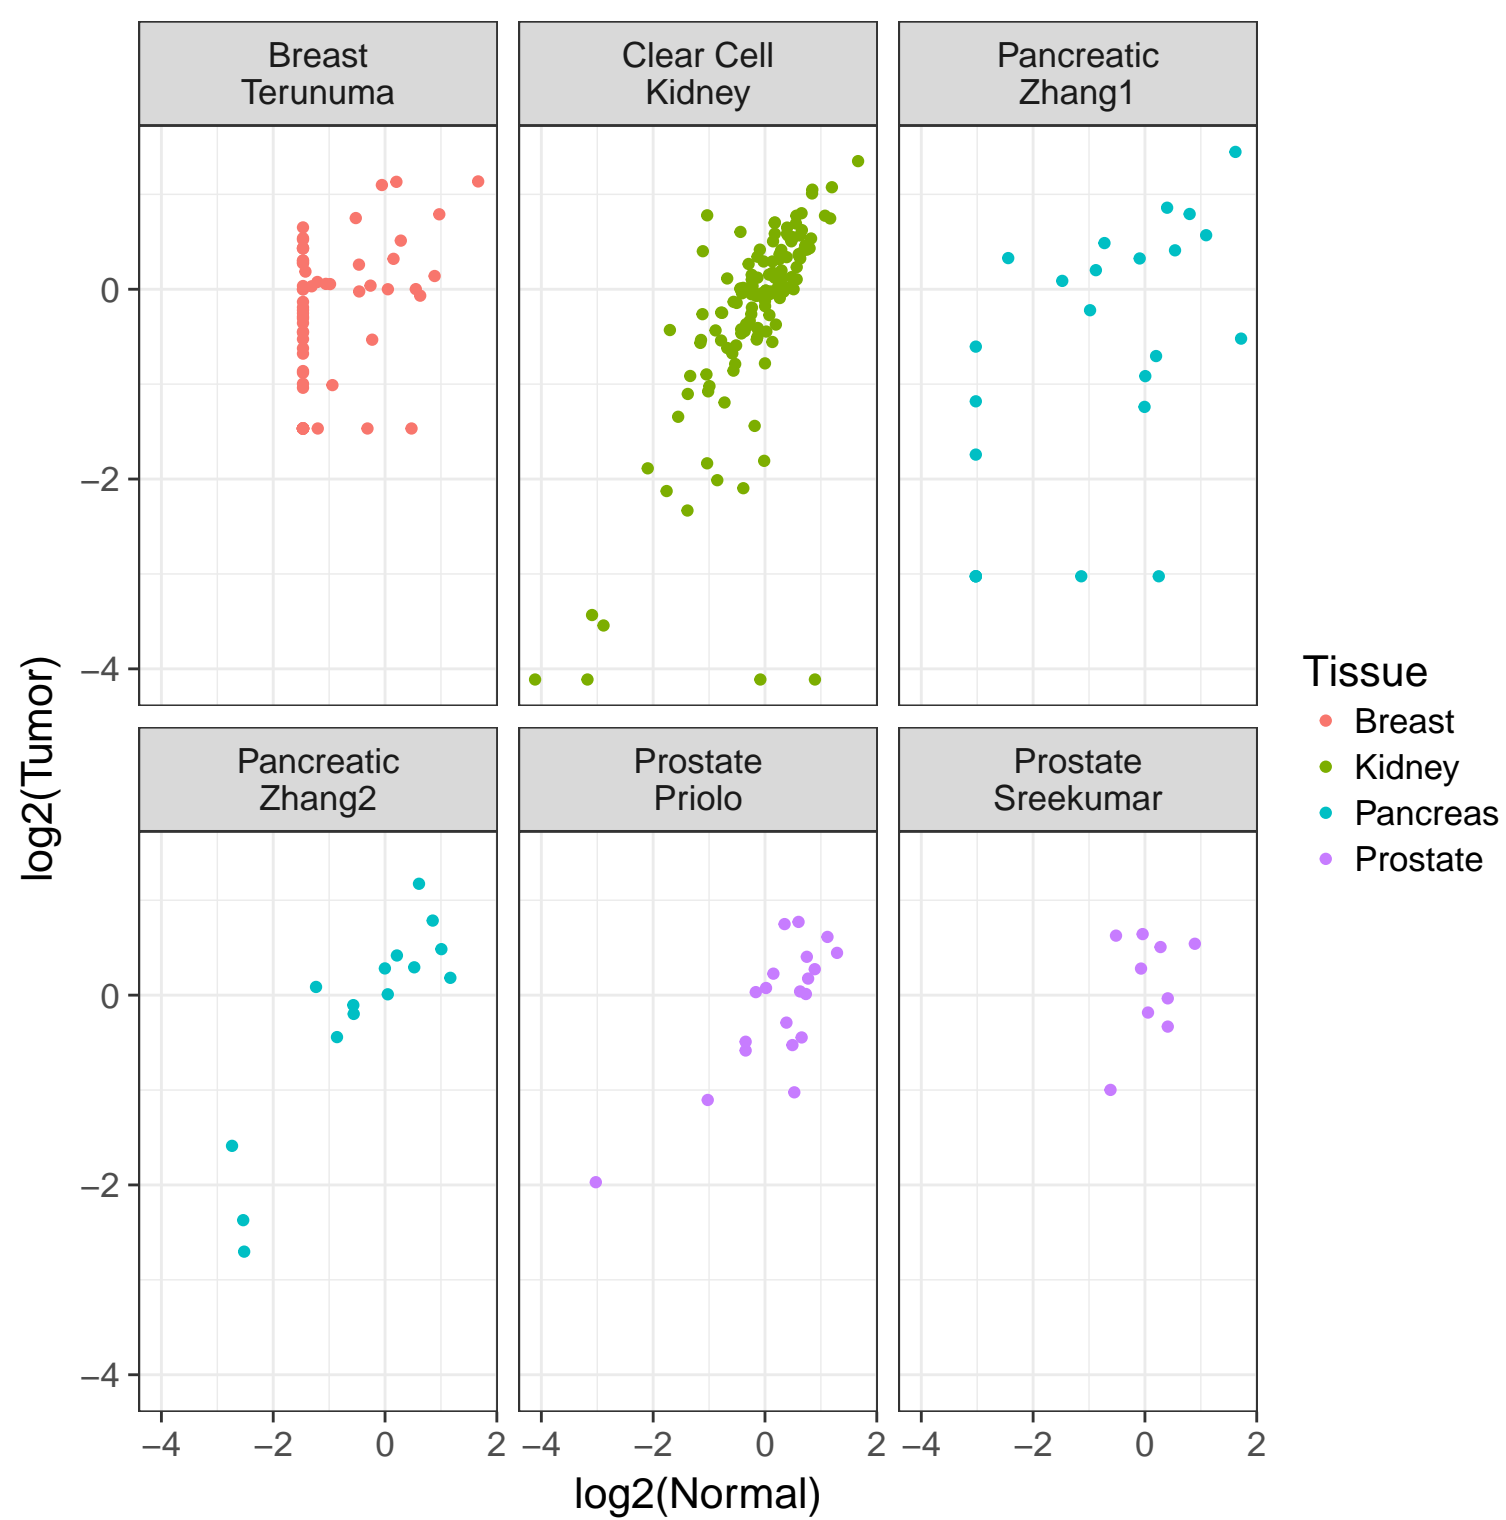 Breast
Terunuma
Clear Cell
Kidney
Pancreatic
Zhang1
0
−2
−4
Pancreatic
Zhang2
Prostate
Priolo
Prostate
Sreekumar
0
−2
−4
−4 −2 0 2
−4 −2 0 2
−4 −2 0 2
log2(Normal)
log2(Tumor)
Tissue
Breast
Kidney
Pancreas
Prostate